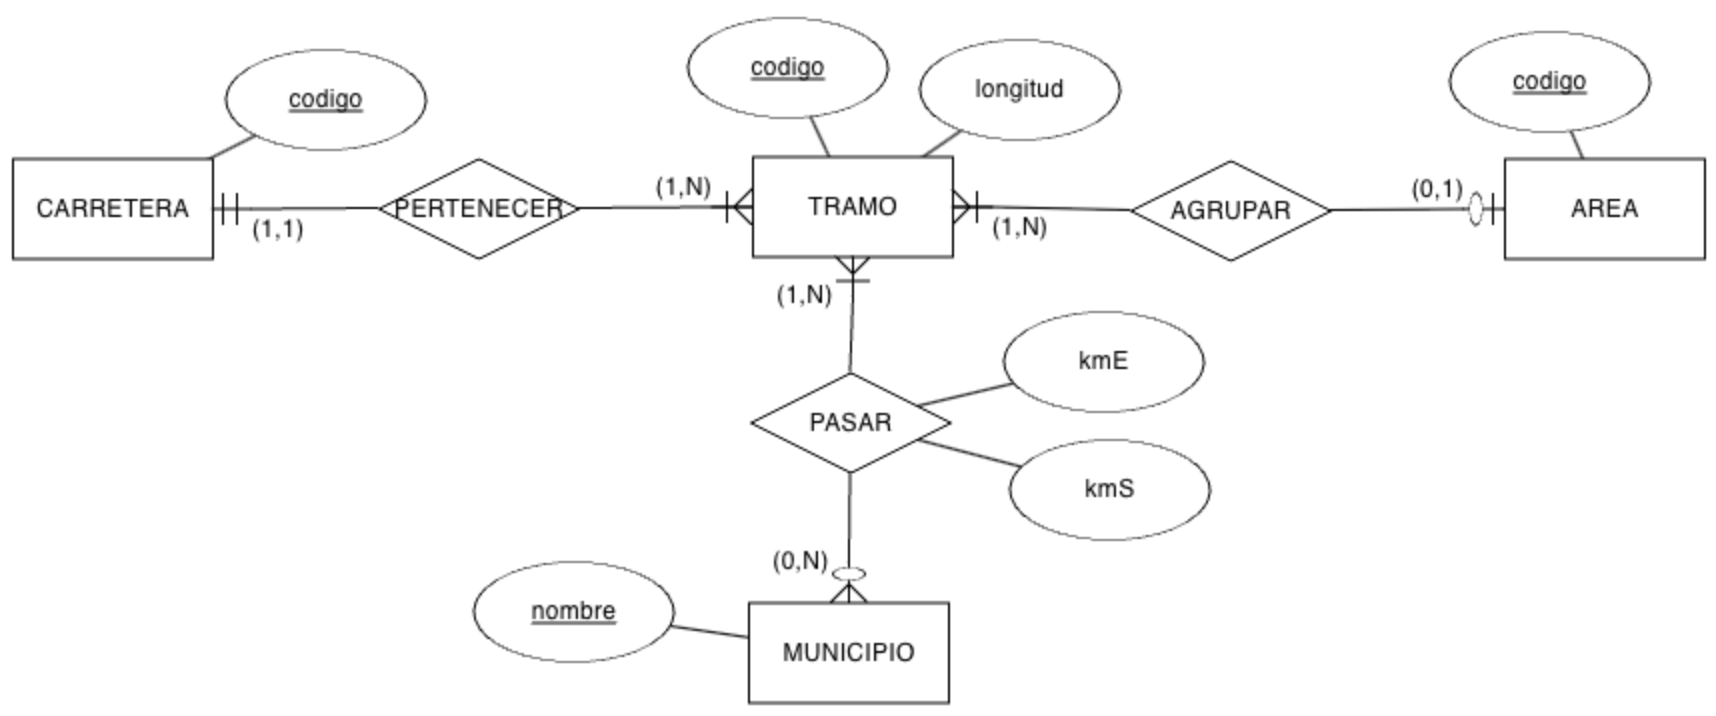 codigo
longitud
codigo
codigo
CARRETERA
(1,1)
PERTENECER
(1,N)
TRAMO
(1,N)
AGRUPAR
(0,1)
AREA
(1,N)
kmE
PASAR
kmS
(0,N)
nombre
MUNICIPIO